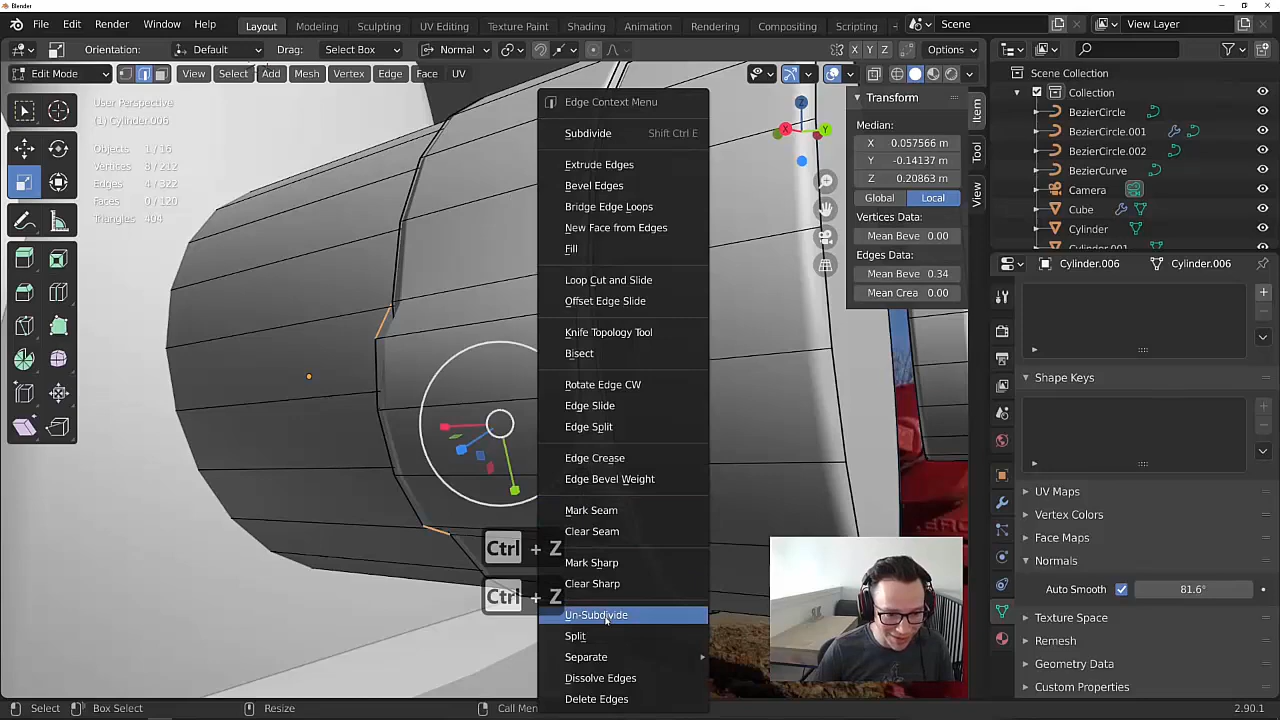 Blender
File Edit Render Window Help Layout Modeling Sculpting UV Editing Texture Paint Shading Animation Rendering Compositing Scripting Scene View Layer
Orientation: Default Drag: Select Box Normal X Y Z Options
Edit Mode View Select Add Mesh Vertex Edge Face UV
User Perspective
(1) Cylinder.006
Objects 1 / 16
Vertices 8 / 212
Edges 4 / 322
Faces 0 / 120
Triangles 404
Edge Context Menu
Subdivide Shift Ctrl E
Extrude Edges
Bevel Edges
Bridge Edge Loops
New Face from Edges
Fill
Loop Cut and Slide
Offset Edge Slide
Knife Topology Tool
Bisect
Rotate Edge CW
Edge Slide
Edge Split
Edge Crease
Edge Bevel Weight
Mark Seam
Clear Seam
Mark Sharp
Clear Sharp
Un-Subdivide
Split
Separate
Dissolve Edges
Delete Edges
Ctrl + Z
Ctrl + Z
Z
X Y
Transform
Median:
X 0.057566 m
Y -0.14137 m
Z 0.20863 m
Global Local
Vertices Data:
Mean Beve 0.00
Edges Data:
Mean Beve 0.34
Mean Crea 0.00
Item
Tool
View
Scene Collection
Collection
BezierCircle
BezierCircle.001
BezierCircle.002
BezierCurve
Camera
Cube
Cylinder
Cylinder.001
Cylinder.006 Cylinder.006
Shape Keys
UV Maps
Vertex Colors
Face Maps
Normals
Auto Smooth 81.6°
Texture Space
Remesh
Geometry Data
Custom Properties
Select Box Select Resize Call Men 2.90.1